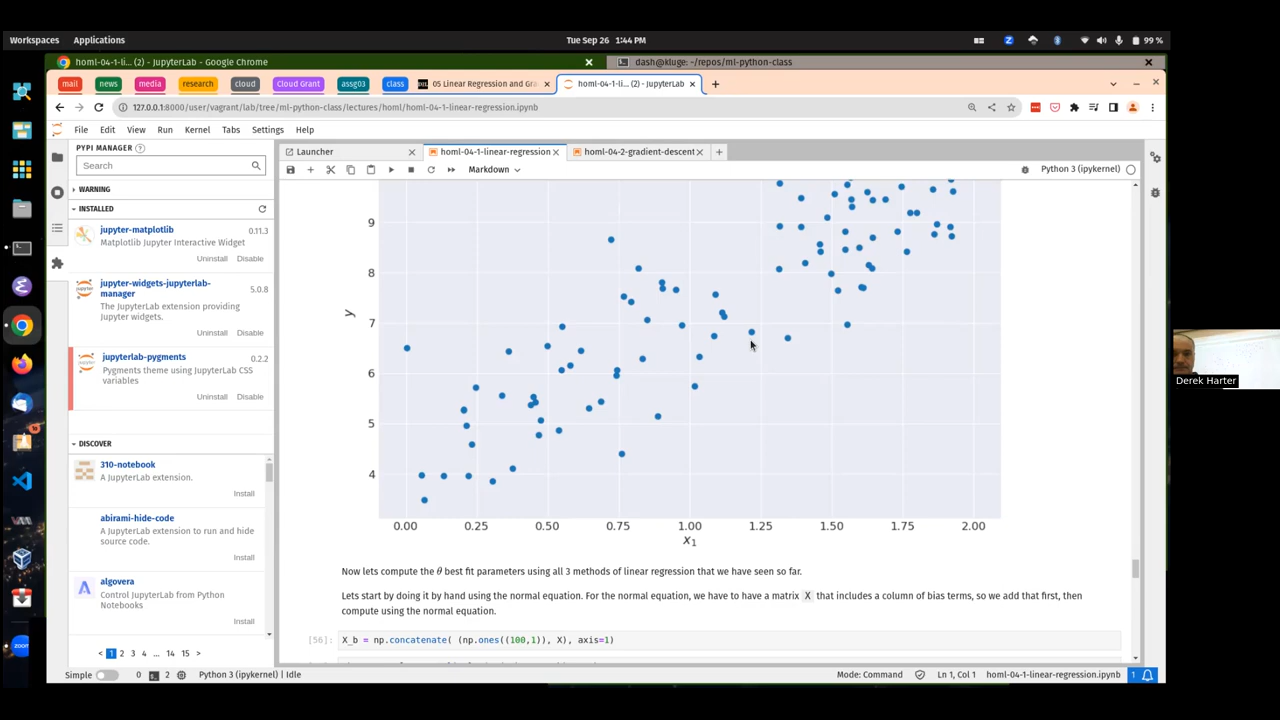 Workspaces Applications Tue Sep 26 1:44 PM 99 %
homl-04-1-li... (2) - JupyterLab - Google Chrome dash@kluge: ~/repos/ml-python-class
mail news media research cloud Cloud Grant assg03 class 05 Linear Regression and Gra homl-04-1-li... (2) - JupyterLab
127.0.0.1:8000/user/vagrant/lab/tree/ml-python-class/lectures/homl/homl-04-1-linear-regression.ipynb
File Edit View Run Kernel Tabs Settings Help
PYPI MANAGER ?
Search
WARNING
INSTALLED
jupyter-matplotlib 0.11.3
Matplotlib Jupyter Interactive Widget
Uninstall Disable
jupyter-widgets-jupyterlab-
manager 5.0.8
The JupyterLab extension providing
Jupyter widgets.
Uninstall Disable
jupyterlab-pygments 0.2.2
Pygments theme using JupyterLab CSS
variables
Uninstall Disable
DISCOVER
310-notebook
A JupyterLab extension.
Install
abirami-hide-code
A JupyterLab extension to run and hide
source code.
Install
algovera
Control JupyterLab from Python
Notebooks
Install
< 1 2 3 4 ... 14 15 >
Launcher homl-04-1-linear-regression homl-04-2-gradient-descent
Markdown Python 3 (ipykernel)
9
8
7
6
5
4
y
0.00 0.25 0.50 0.75 1.00 1.25 1.50 1.75 2.00
x1
Now lets compute the θ best fit parameters using all 3 methods of linear regression that we have seen so far.
Lets start by doing it by hand using the normal equation. For the normal equation, we have to have a matrix X that includes a column of bias terms, so we add that first, then
compute using the normal equation.
[56]: X_b = np.concatenate( (np.ones((100,1)), X), axis=1)
Simple 0 2 Python 3 (ipykernel) | Idle Mode: Command Ln 1, Col 1 homl-04-1-linear-regression.ipynb 1
Derek Harter
zoom